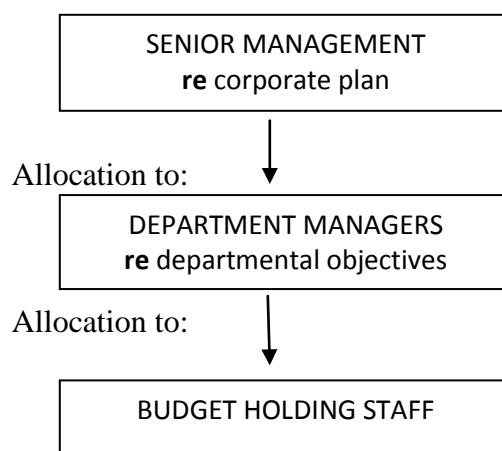 SENIOR MANAGEMENT
re corporate plan
Allocation to:
DEPARTMENT MANAGERS
re departmental objectives
Allocation to:
BUDGET HOLDING STAFF